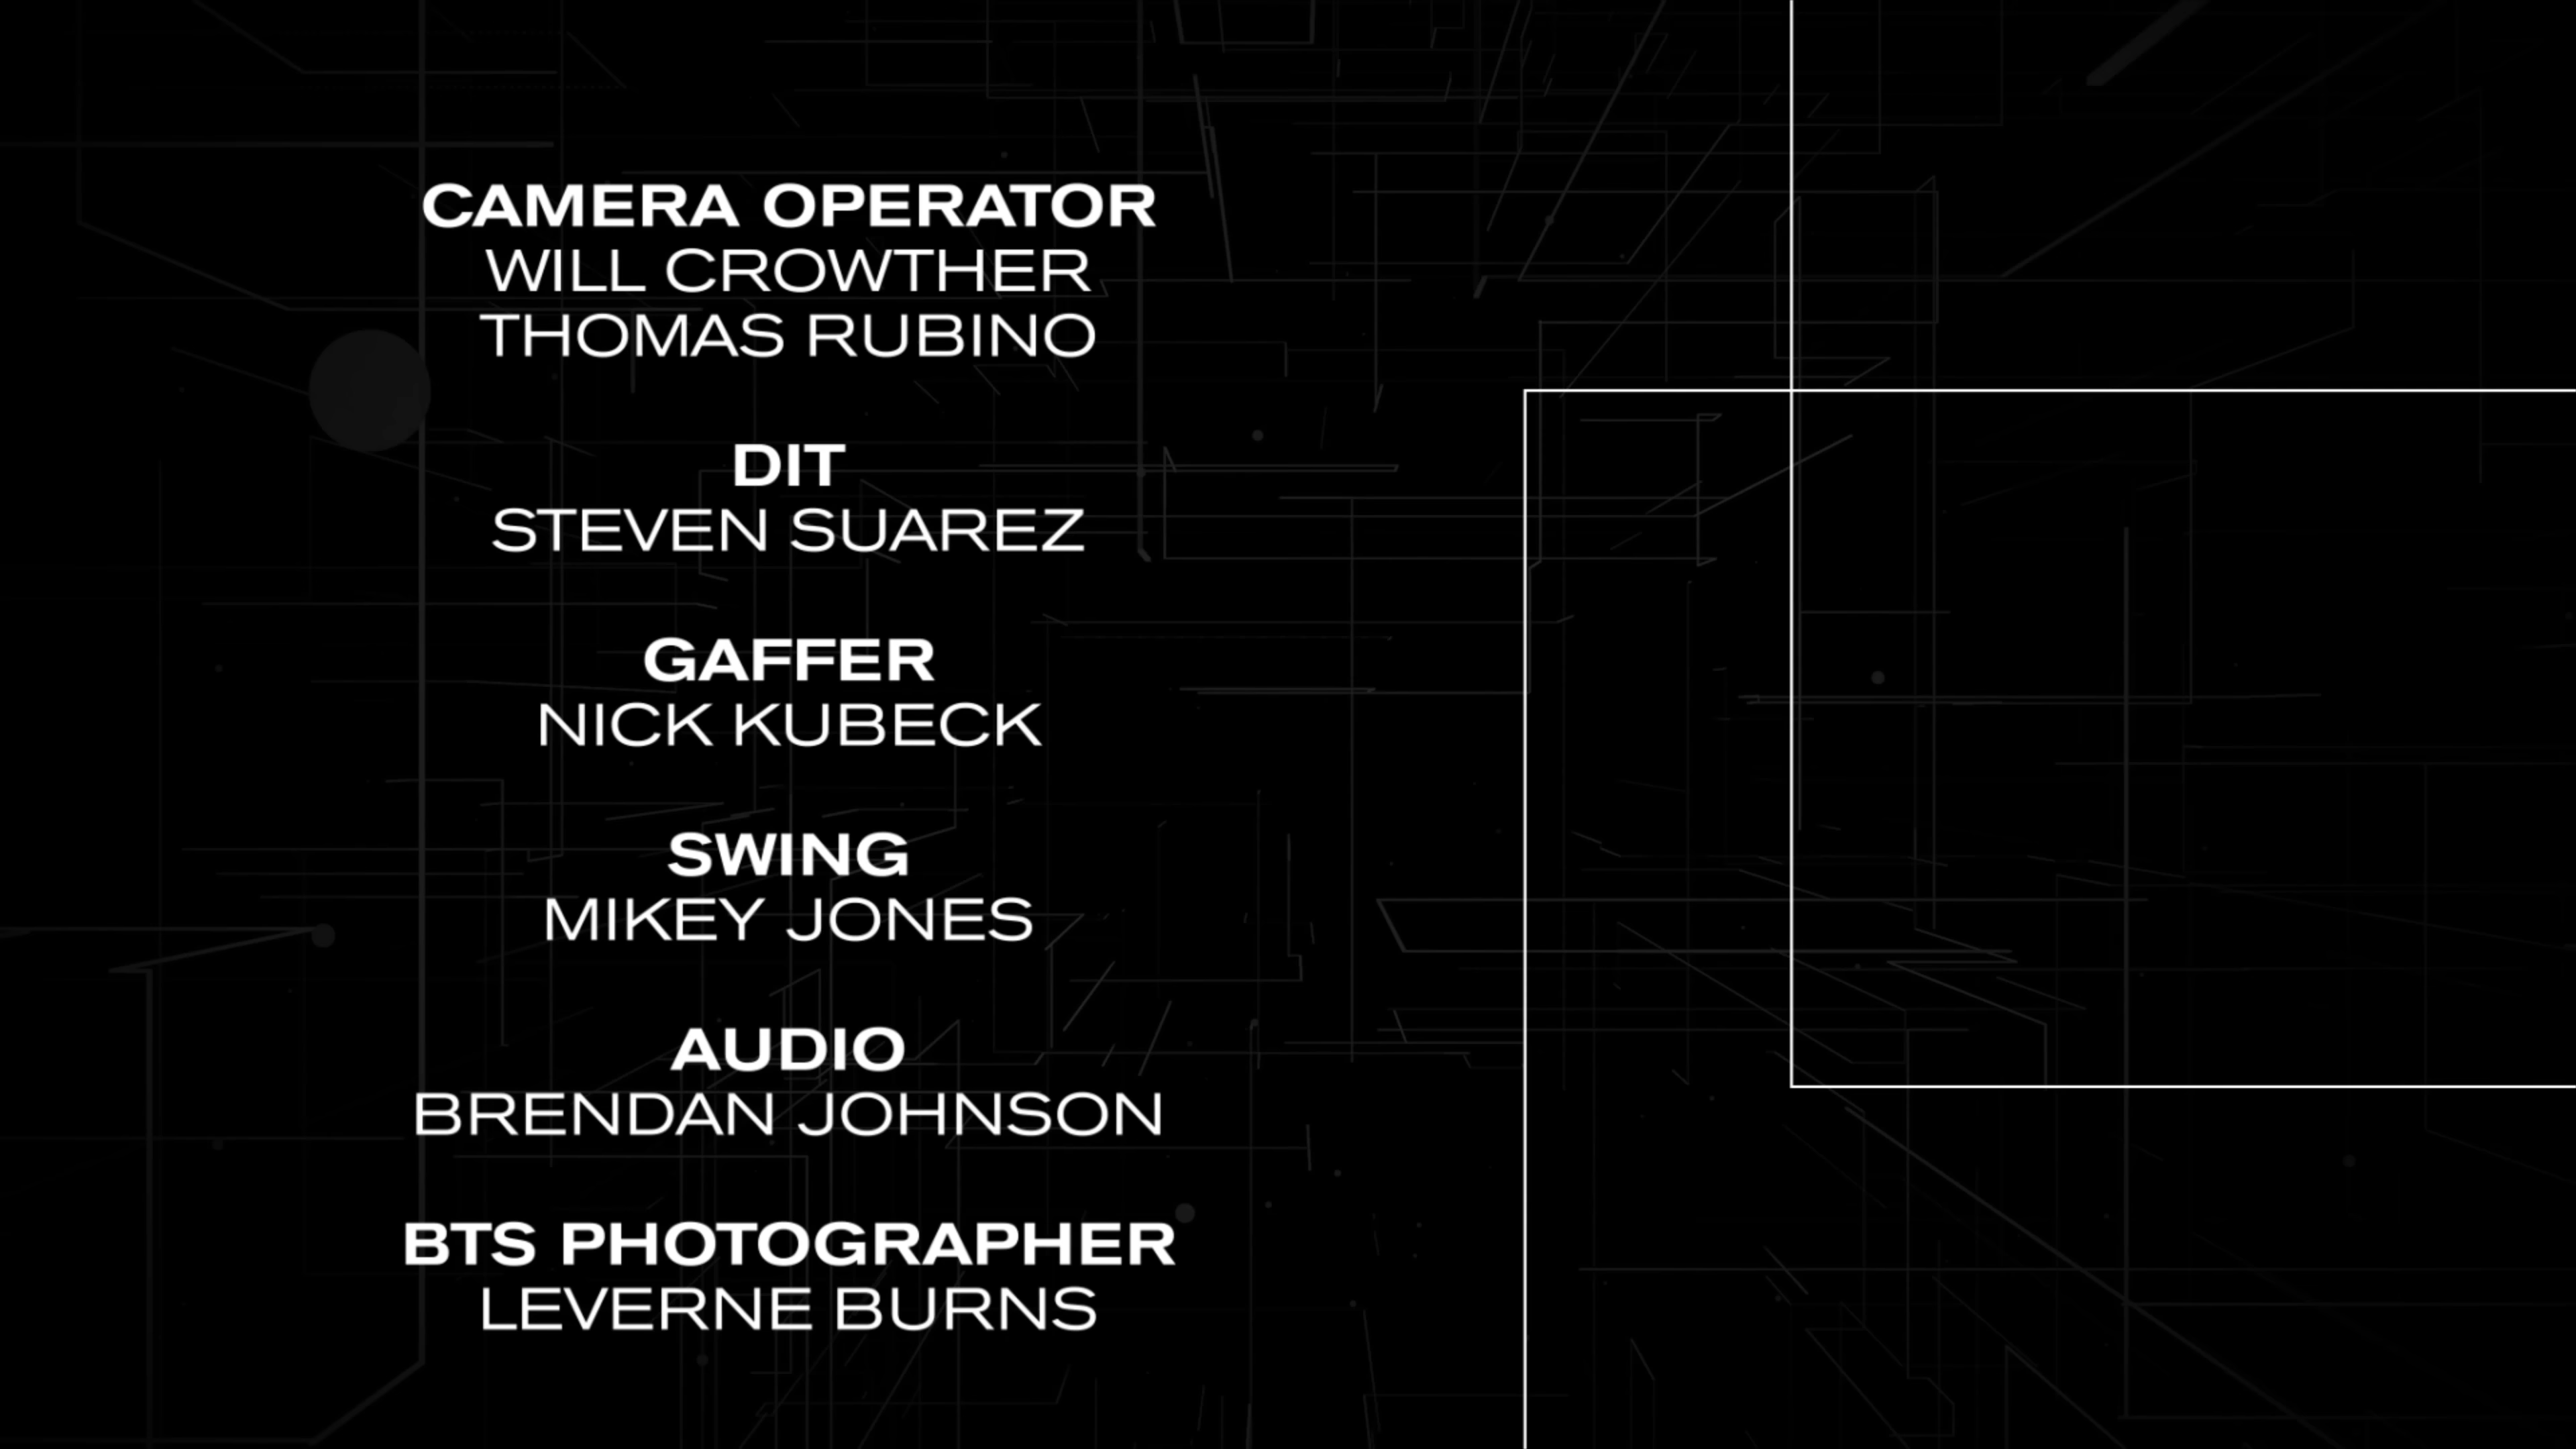 CAMERA OPERATOR
WILL CROWTHER
THOMAS RUBINO
DIT
STEVEN SUAREZ
GAFFER
NICK KUBECK
SWING
MIKEY JONES
AUDIO
BRENDAN JOHNSON
BTS PHOTOGRAPHER
LEVERNE BURNS